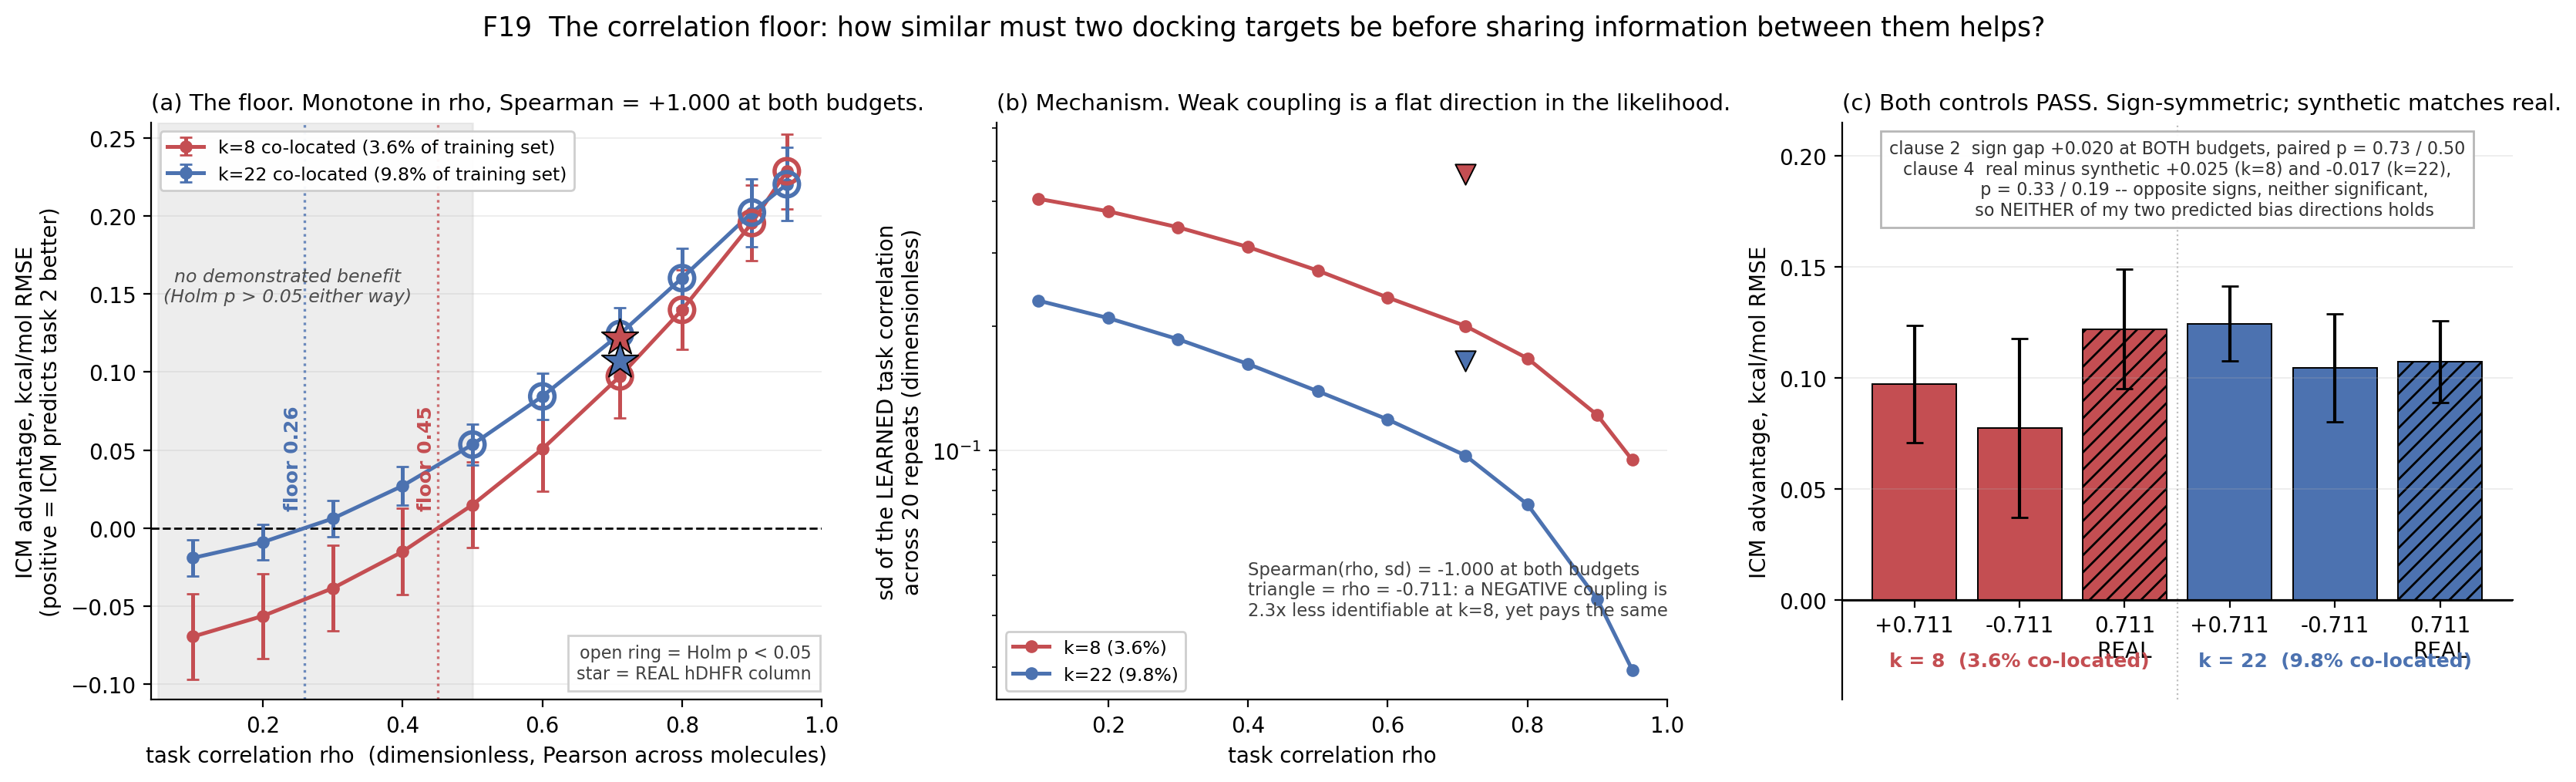 F19  The correlation floor: how similar must two docking targets be before sharing information between them helps?
(a) The floor. Monotone in rho, Spearman = +1.000 at both budgets.
ICM advantage, kcal/mol RMSE
(positive = ICM predicts task 2 better)
0.25
0.20
0.15
0.10
0.05
0.00
−0.05
−0.10
k=8 co-located (3.6% of training set)
k=22 co-located (9.8% of training set)
no demonstrated benefit
(Holm p > 0.05 either way)
floor 0.26
floor 0.45
open ring = Holm p < 0.05
star = REAL hDHFR column
0.2
0.4
0.6
0.8
1.0
task correlation rho  (dimensionless, Pearson across molecules)
(b) Mechanism. Weak coupling is a flat direction in the likelihood.
sd of the LEARNED task correlation
across 20 repeats (dimensionless)
10⁻¹
Spearman(rho, sd) = -1.000 at both budgets
triangle = rho = -0.711: a NEGATIVE coupling is
2.3x less identifiable at k=8, yet pays the same
k=8 (3.6%)
k=22 (9.8%)
0.2
0.4
0.6
0.8
1.0
task correlation rho
(c) Both controls PASS. Sign-symmetric; synthetic matches real.
ICM advantage, kcal/mol RMSE
0.20
0.15
0.10
0.05
0.00
clause 2  sign gap +0.020 at BOTH budgets, paired p = 0.73 / 0.50
clause 4  real minus synthetic +0.025 (k=8) and -0.017 (k=22),
p = 0.33 / 0.19 -- opposite signs, neither significant,
so NEITHER of my two predicted bias directions holds
+0.711
-0.711
0.711
REAL
+0.711
-0.711
0.711
REAL
k = 8  (3.6% co-located)
k = 22  (9.8% co-located)